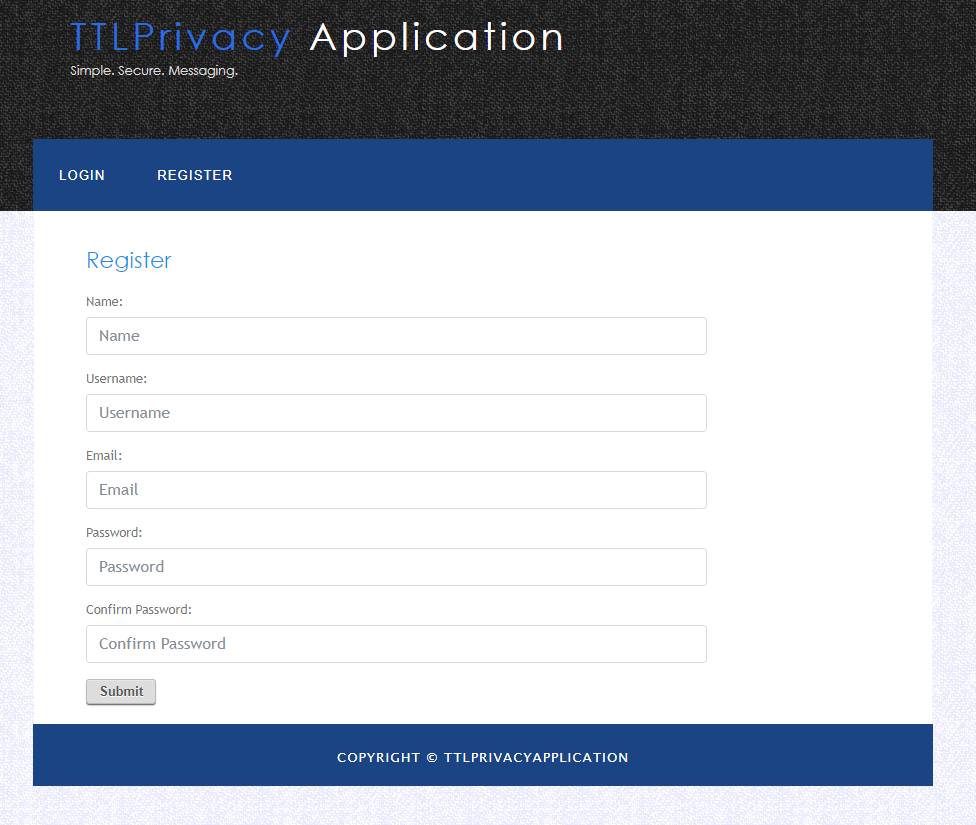 TTLPrivacy Application
Simple. Secure. Messaging.
LOGIN REGISTER
Register
Name:
Name
Username:
Username
Email:
Email
Password:
Password
Confirm Password:
Confirm Password
Submit
COPYRIGHT © TTLPRIVACYAPPLICATION